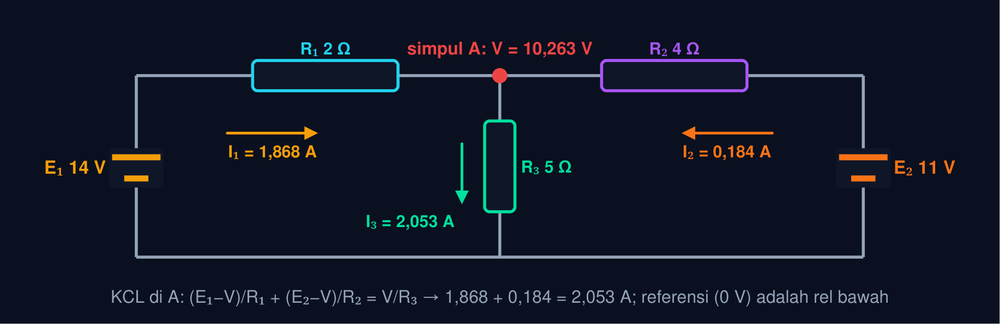 R₁ 2 Ω
simpul A: V = 10,263 V
R₂ 4 Ω
I₁ = 1,868 A
I₂ = 0,184 A
E₁ 14 V
R₃ 5 Ω
E₂ 11 V
I₃ = 2,053 A
KCL di A: (E₁−V)/R₁ + (E₂−V)/R₂ = V/R₃ → 1,868 + 0,184 = 2,053 A; referensi (0 V) adalah rel bawah